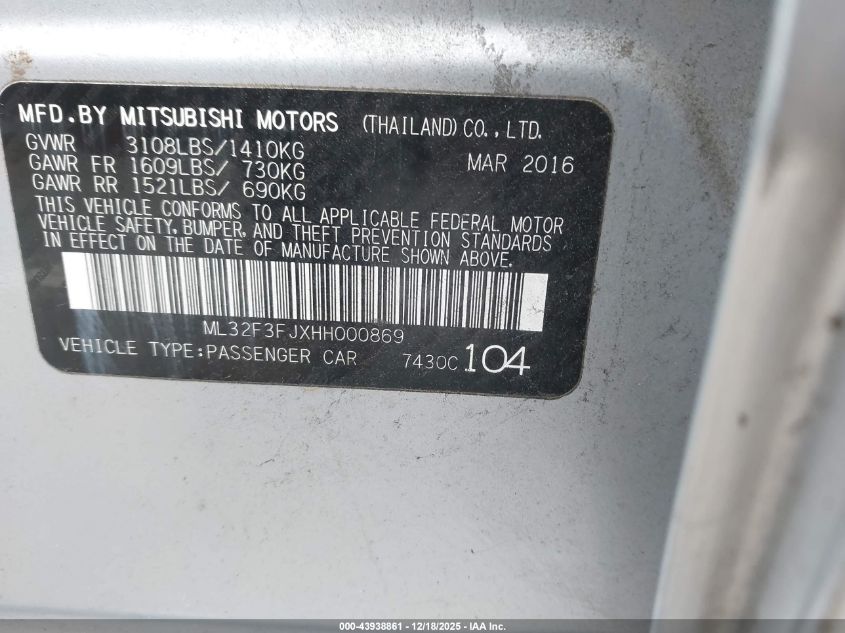 MFD.BY MITSUBISHI MOTORS (THAILAND) CO., LTD.
GVWR 3108LBS/1410KG MAR 2016
GAWR FR 1609LBS/ 730KG
GAWR RR 1521LBS/ 690KG
THIS VEHICLE CONFORMS TO ALL APPLICABLE FEDERAL MOTOR
VEHICLE SAFETY, BUMPER, AND THEFT PREVENTION STANDARDS
IN EFFECT ON THE DATE OF MANUFACTURE SHOWN ABOVE.
ML32F3FJXHH000869
VEHICLE TYPE:PASSENGER CAR 7430C 104
000-43938861 - 12/18/2025 - IAA Inc.